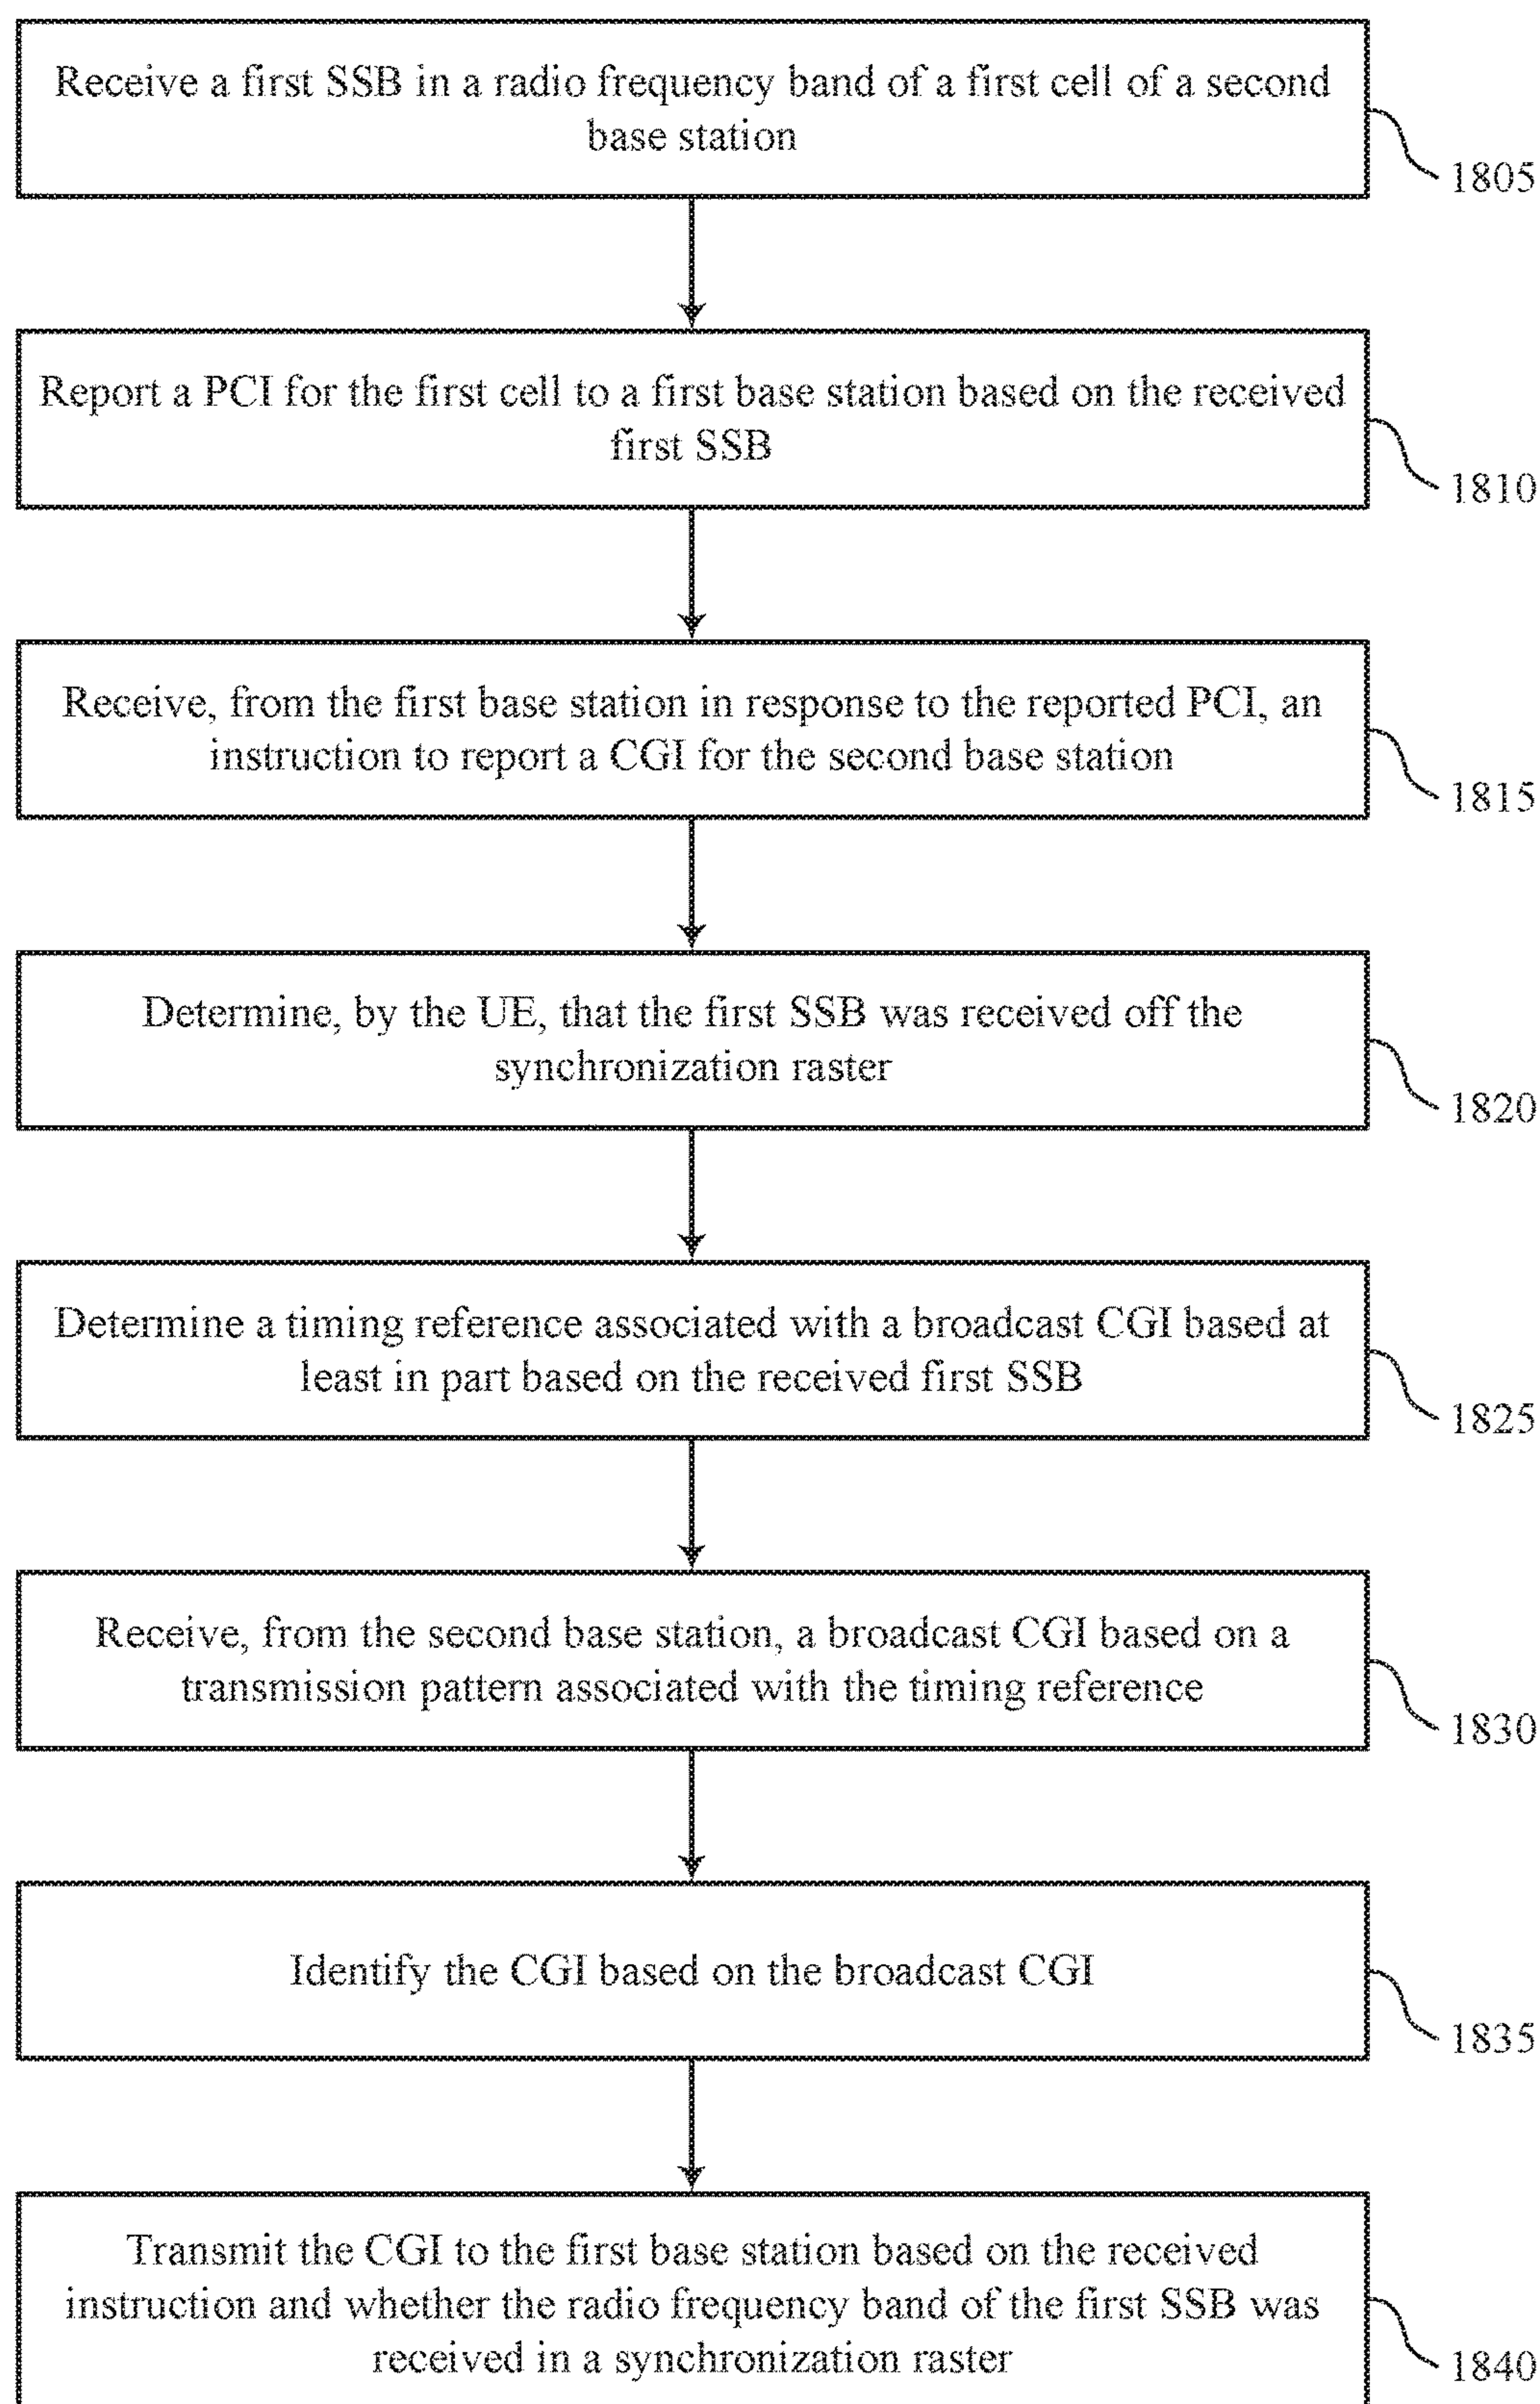 Receive a first SSB in a radio frequency band of a first cell of a second
base station
1805
Report a PCI for the first cell to a first base station based on the received
first SSB
1810
Receive, from the first base station in response to the reported PCI, an
instruction to report a CGI for the second base station
1815
Determine, by the UE, that the first SSB was received off the
synchronization raster
1820
Determine a timing reference associated with a broadcast CGI based at
least in part based on the received first SSB
1825
Receive, from the second base station, a broadcast CGI based on a
transmission pattern associated with the timing reference
1830
Identify the CGI based on the broadcast CGI
1835
Transmit the CGI to the first base station based on the received
instruction and whether the radio frequency band of the first SSB was
received in a synchronization raster
1840